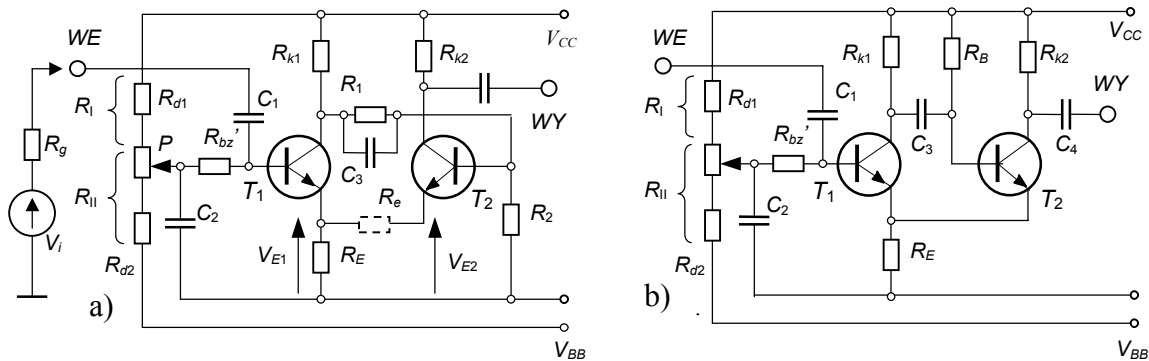 WE
V_CC
R_k1
R_k2
R_1
C_1
R_I
R_d1
R_g
P
R_bz'
C_3
WY
T_1
T_2
R_II
C_2
R_e
R_2
V_i
R_d2
V_E1
R_E
V_E2
a)
V_BB
WE
V_CC
R_k1
R_B
R_k2
R_I
R_d1
C_1
WY
R_bz'
C_3
C_4
T_1
T_2
R_II
C_2
R_d2
R_E
b)
V_BB